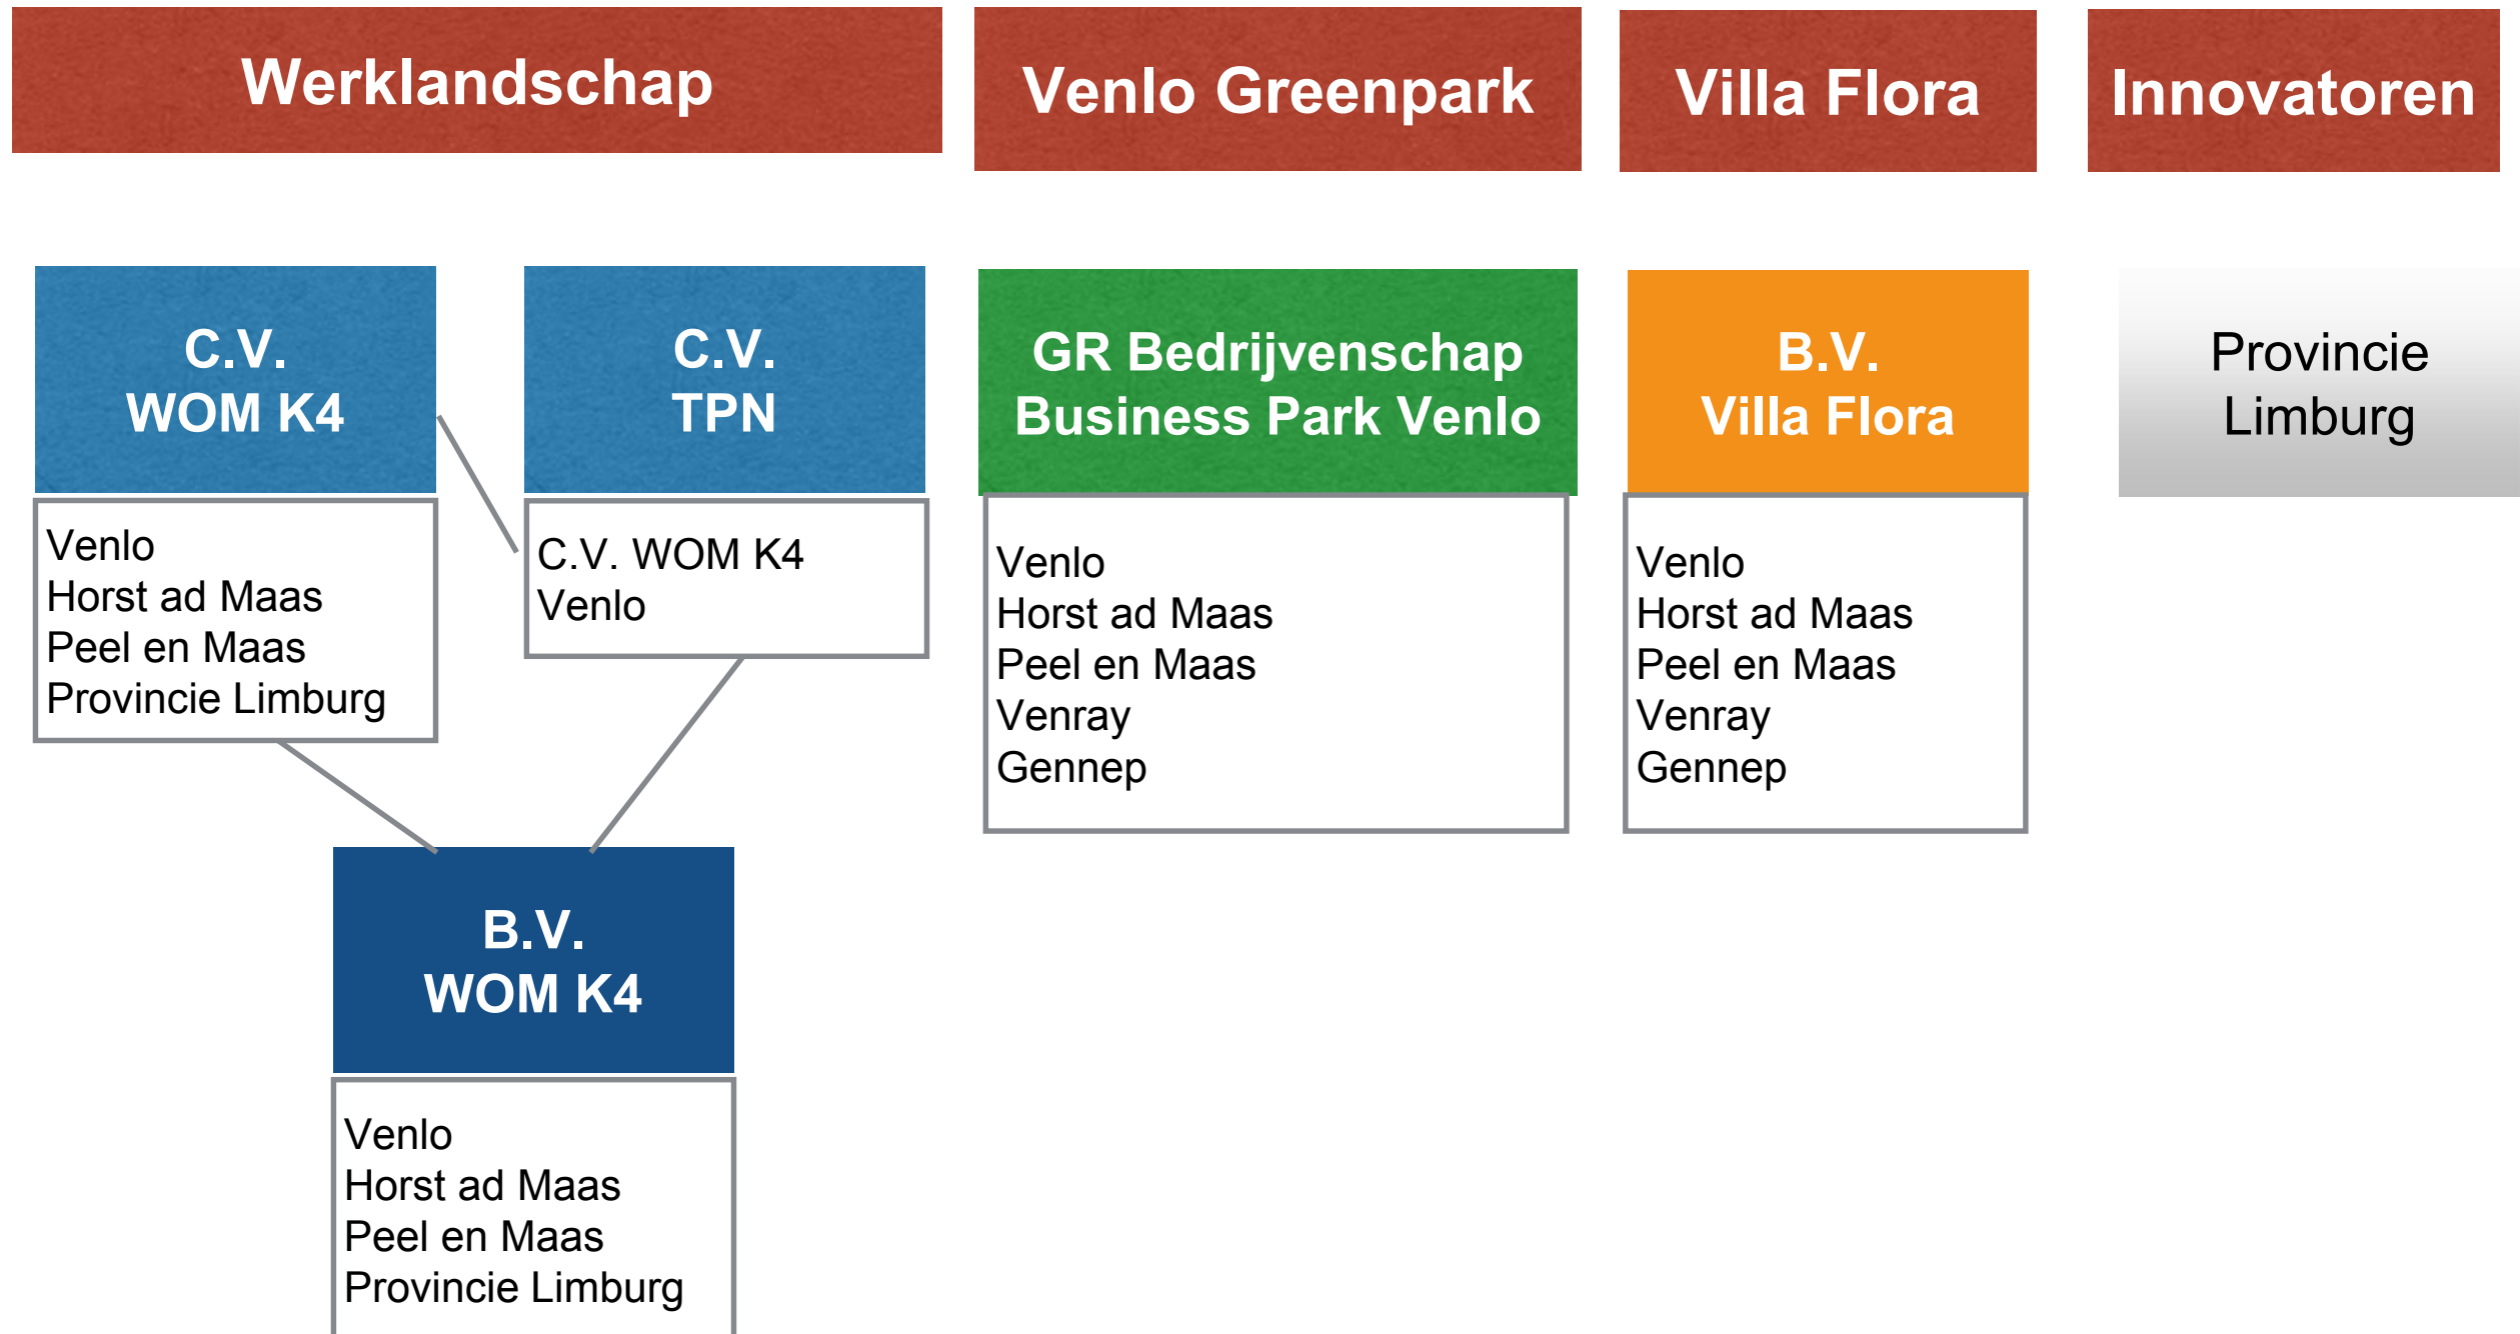 Werklandschap
Venlo Greenpark
Villa Flora
Innovatoren
C.V.
WOM K4
Venlo
Horst ad Maas
Peel en Maas
Provincie Limburg
C.V.
TPN
C.V. WOM K4
Venlo
B.V.
WOM K4
Venlo
Horst ad Maas
Peel en Maas
Provincie Limburg
GR Bedrijvenschap
Business Park Venlo
Venlo
Horst ad Maas
Peel en Maas
Venray
Gennep
B.V.
Villa Flora
Venlo
Horst ad Maas
Peel en Maas
Venray
Gennep
Provincie
Limburg